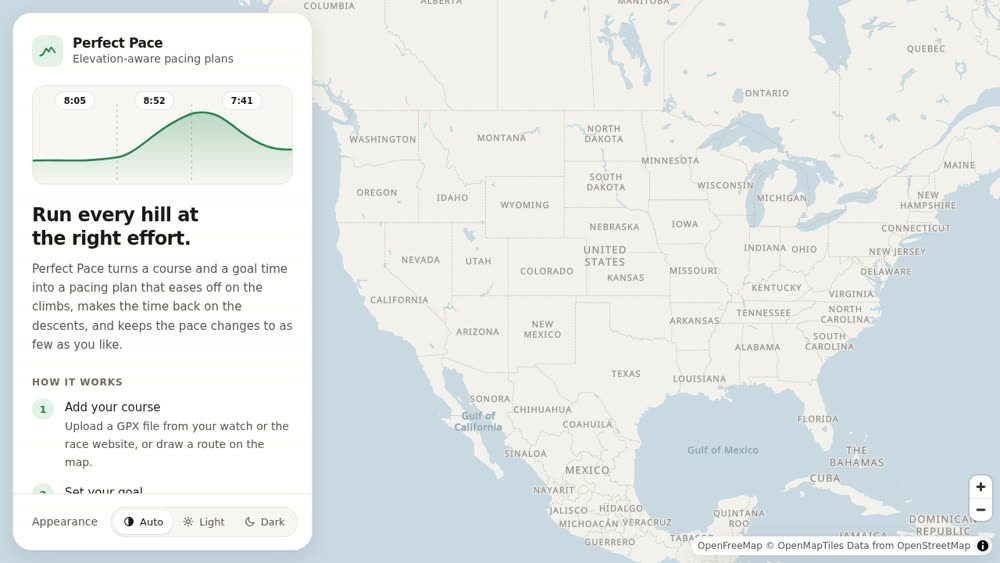 Perfect Pace
Elevation-aware pacing plans
8:05
8:52
7:41
Run every hill at
the right effort.
Perfect Pace turns a course and a goal time
into a pacing plan that eases off on the
climbs, makes the time back on the
descents, and keeps the pace changes to as
few as you like.
HOW IT WORKS
1
Add your course
Upload a GPX file from your watch or the
race website, or draw a route on the
map.
Set your goal
Appearance
Auto
Light
Dark
COLUMBIA
ALBERTA
MANITOBA
QUEBEC
ONTARIO
WASHINGTON
MONTANA
NORTH
DAKOTA
MINNESOTA
MAINE
OREGON
IDAHO
WYOMING
SOUTH
DAKOTA
WISCONSIN
MICHIGAN
NEW
HAMPSHIRE
CONNECTICUT
NEBRASKA
IOWA
NEVADA
UTAH
COLORADO
UNITED
STATES
KANSAS
MISSOURI
INDIANA
OHIO
NEW JERSEY
DELAWARE
KENTUCKY
VIRGINIA
CALIFORNIA
ARIZONA
NEW
MEXICO
ARKANSAS
TENNESSEE
NORTH
CAROLINA
SOUTH
CAROLINA
ALABAMA
TEXAS
LOUISIANA
SONORA
CHIHUAHUA
Gulf of
California
COAHUILA
FLORIDA
SINALOA
Gulf of Mexico
THE
BAHAMAS
MEXICO
CUBA
NAYARIT
JALISCO
HIDALGO
MICHOACÁN
VERACRUZ
QUINTANA
ROO
DOMINICAN
REPUBLIC
GUERRERO
OpenFreeMap © OpenMapTiles Data from OpenStreetMap